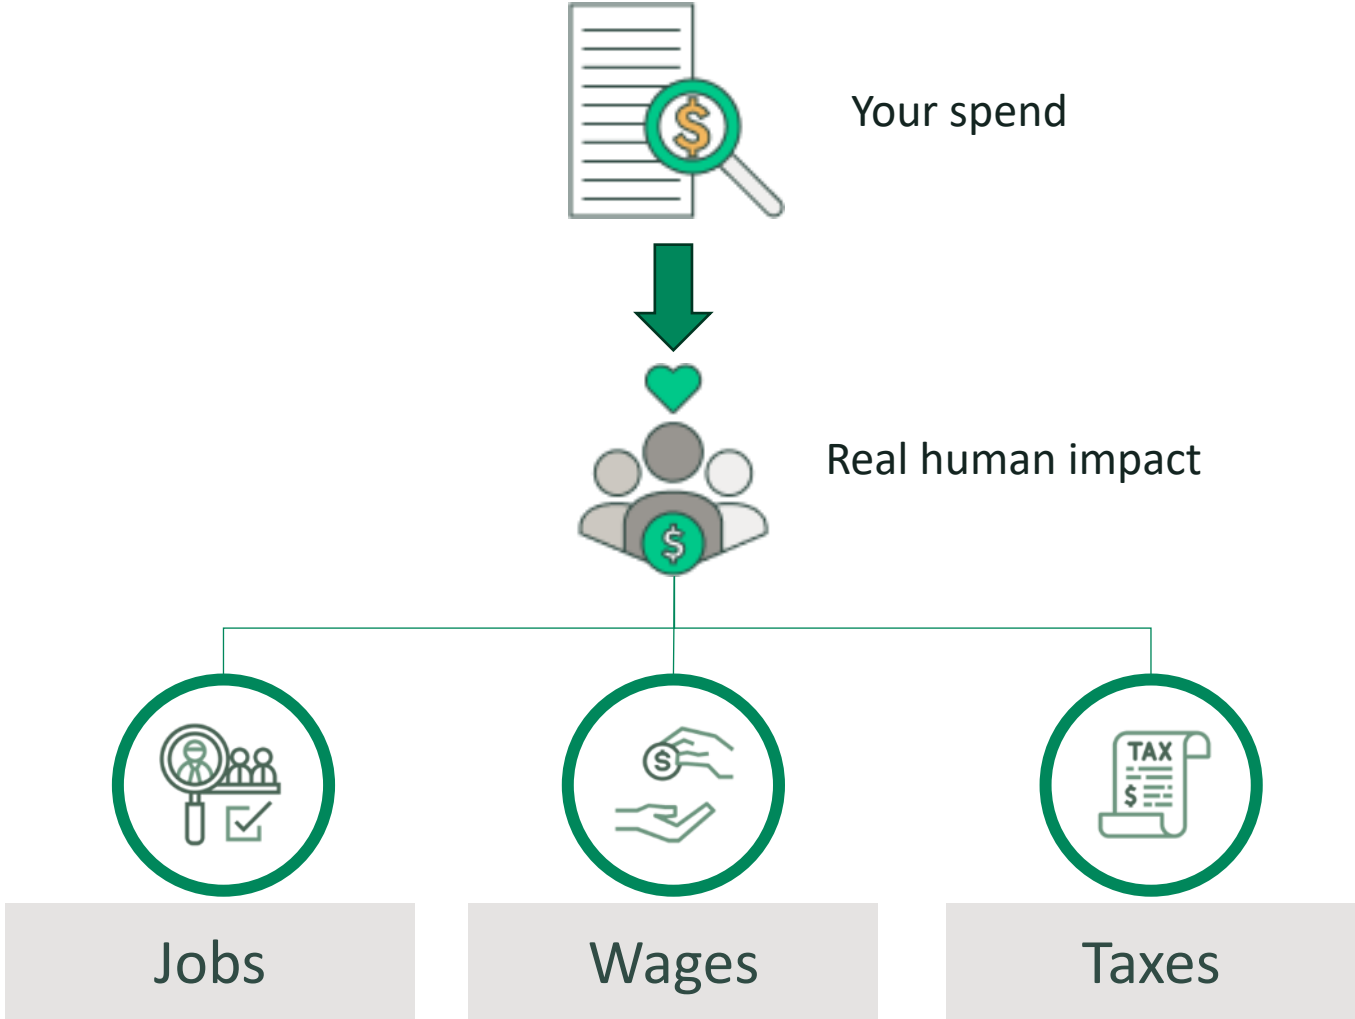 $
Your spend
Real human impact
$
$
TAX
$
Jobs
Wages
Taxes